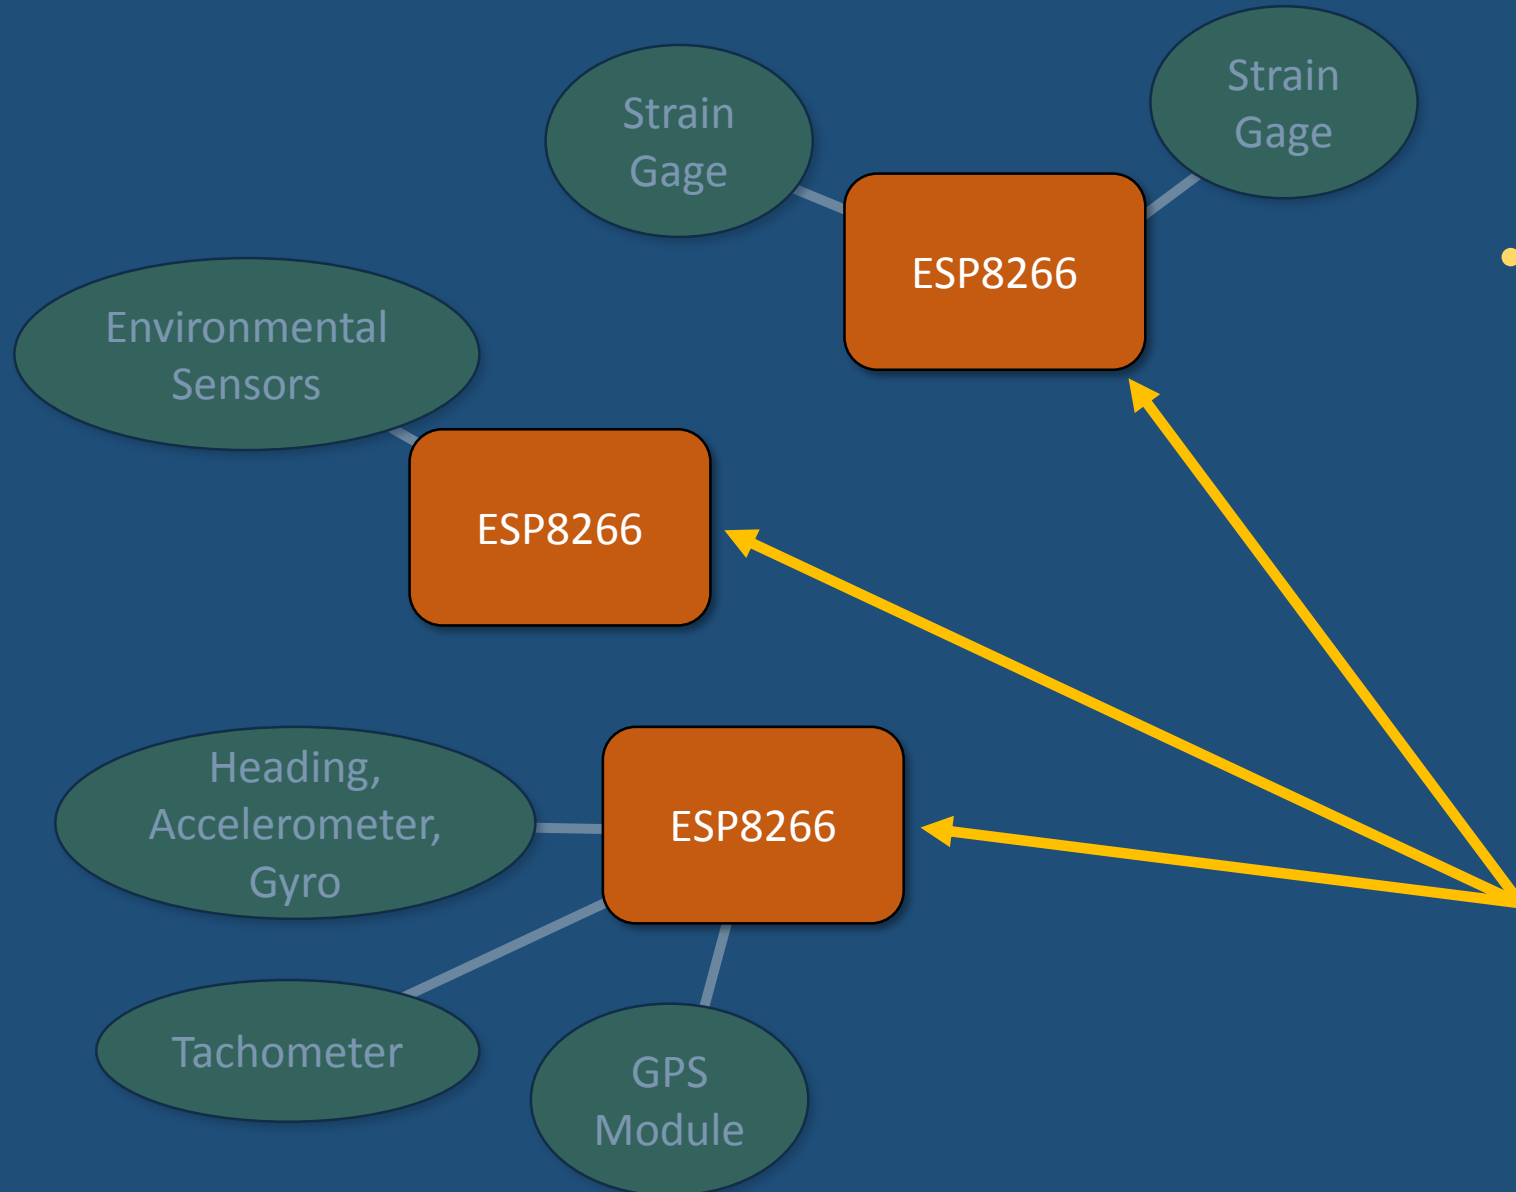 Strain
Gage
Strain
Gage
ESP8266
Environmental
Sensors
ESP8266
Heading,
Accelerometer,
Gyro
ESP8266
Tachometer
GPS
Module